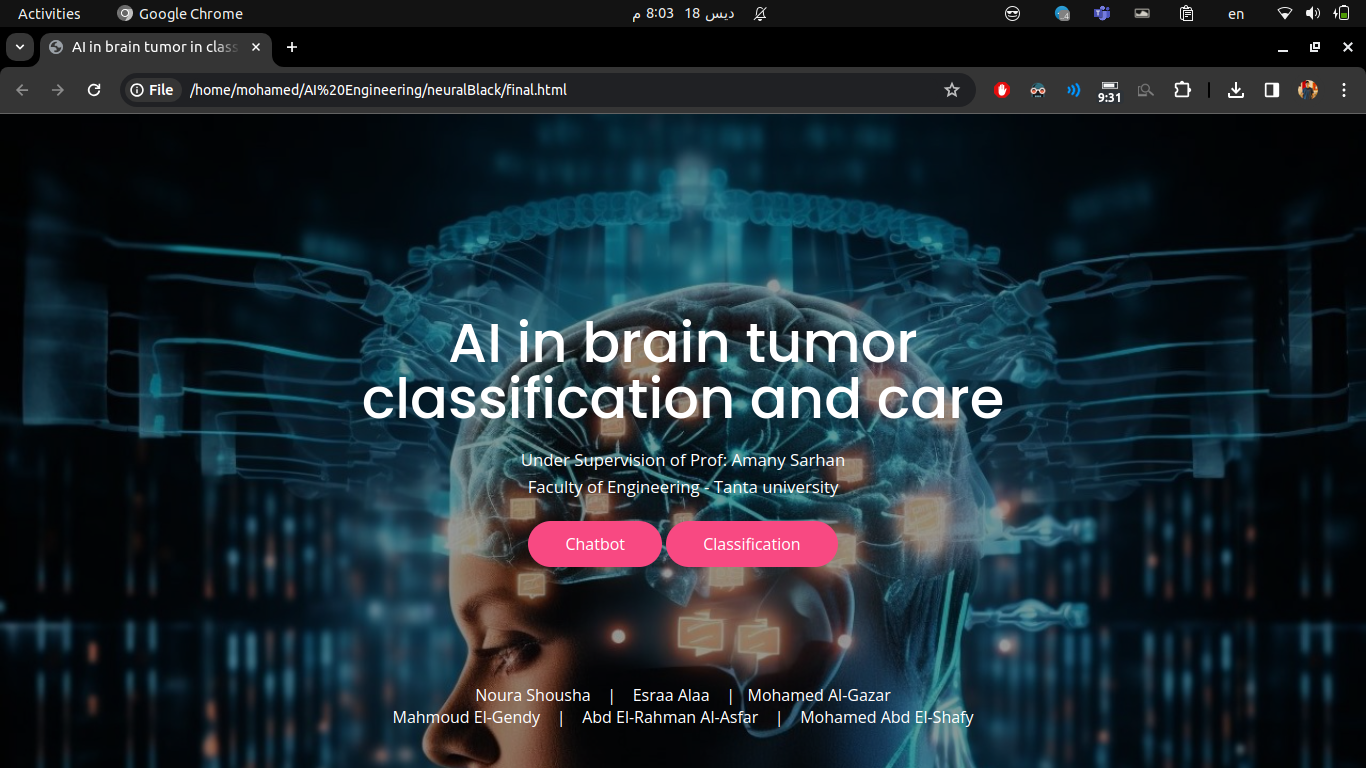 Activities
Google Chrome
8:03 م 18 ديس
en
AI in brain tumor in class
File
/home/mohamed/AI%20Engineering/neuralBlack/final.html
9:31
AI in brain tumor
classification and care
Under Supervision of Prof: Amany Sarhan
Faculty of Engineering - Tanta university
Chatbot
Classification
Noura Shousha | Esraa Alaa | Mohamed Al-Gazar
Mahmoud El-Gendy | Abd El-Rahman Al-Asfar | Mohamed Abd El-Shafy